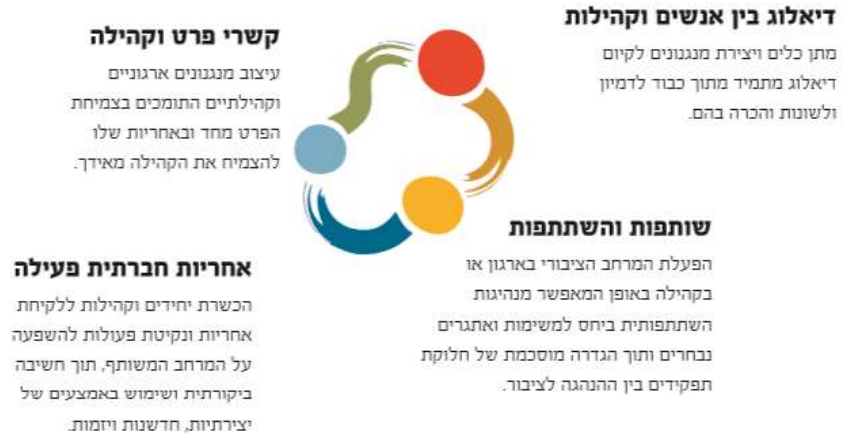 דיאלוג בין אנשים וקהילות
מתן כלים ויצירת מנגנונים לקיום
דיאלוג מתמיד מתוך כבוד לדמיון
ולשונות והכרה בהם.
קשרי פרט וקהילה
עיצוב מנגנונים ארגוניים
וקהילתיים התומכים בצמיחת
הפרט מחד ובאחריות שלו
להצמיח את הקהילה מאידך.
שותפות והשתתפות
הפעלת המרחב הציבורי בארגון או
בקהילה באופן המאפשר מנהיגות
השתתפותית ביחס למשימות ואתגרים
נבחרים ותוך הגדרה מוסכמת של חלוקת
תפקידים בין ההנהגה לציבור.
אחריות חברתית פעילה
הכשרת יחידים וקהילות ללקיחת
אחריות ונקיטת פעולות להשפעה
על המרחב המשותף, תוך חשיבה
ביקורתית ושימוש באמצעים של
יצירתיות, חדשנות ויזמות.